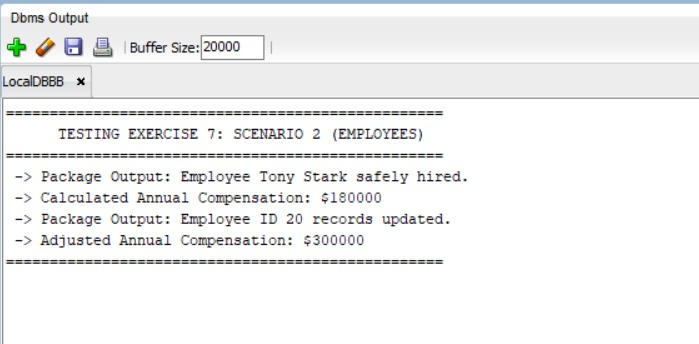 Dbms Output
Buffer Size: 20000
LocalDBBB
==================================================
TESTING EXERCISE 7: SCENARIO 2 (EMPLOYEES)
==================================================
-> Package Output: Employee Tony Stark safely hired.
-> Calculated Annual Compensation: $180000
-> Package Output: Employee ID 20 records updated.
-> Adjusted Annual Compensation: $300000
==================================================